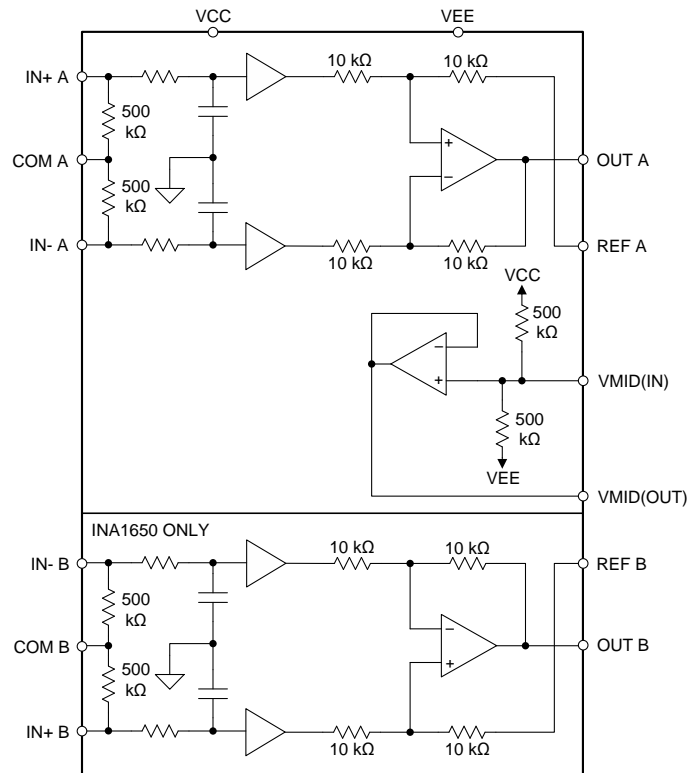 VCC
VEE
IN+ A
10 kΩ
10 kΩ
500
kΩ
+
COM A
OUT A
500
kΩ
−
IN- A
10 kΩ
10 kΩ
REF A
VCC
500
kΩ
−
+
VMID(IN)
500
kΩ
VEE
VMID(OUT)
INA1650 ONLY
IN- B
10 kΩ
10 kΩ
REF B
500
kΩ
−
COM B
OUT B
500
kΩ
+
IN+ B
10 kΩ
10 kΩ